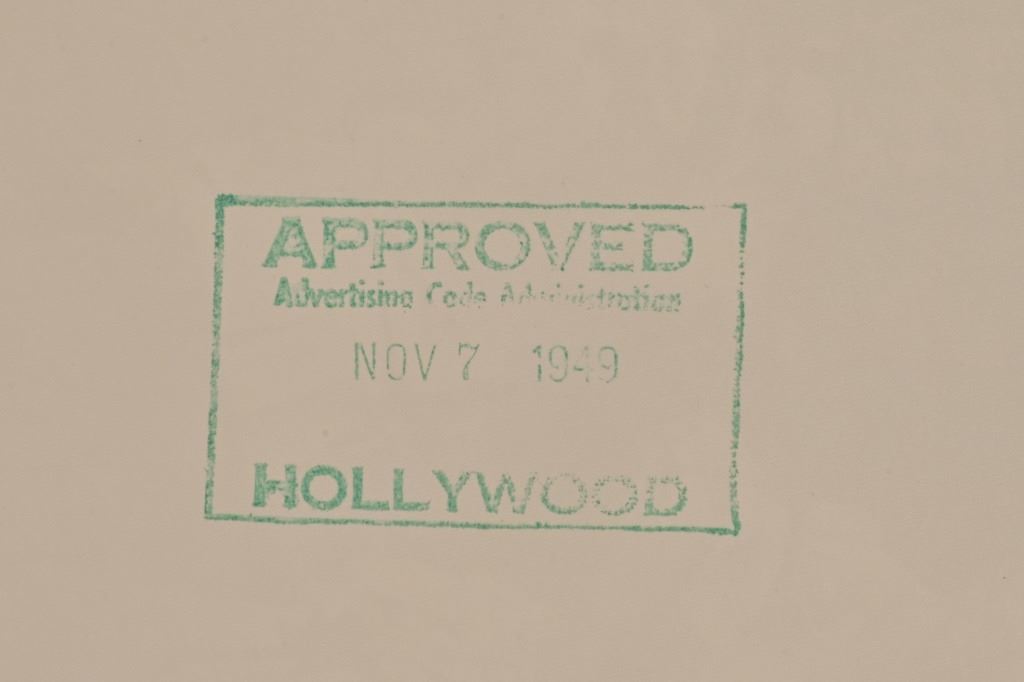 APPROVED
Advertising Code Administration
NOV 7 1949
HOLLYWOOD